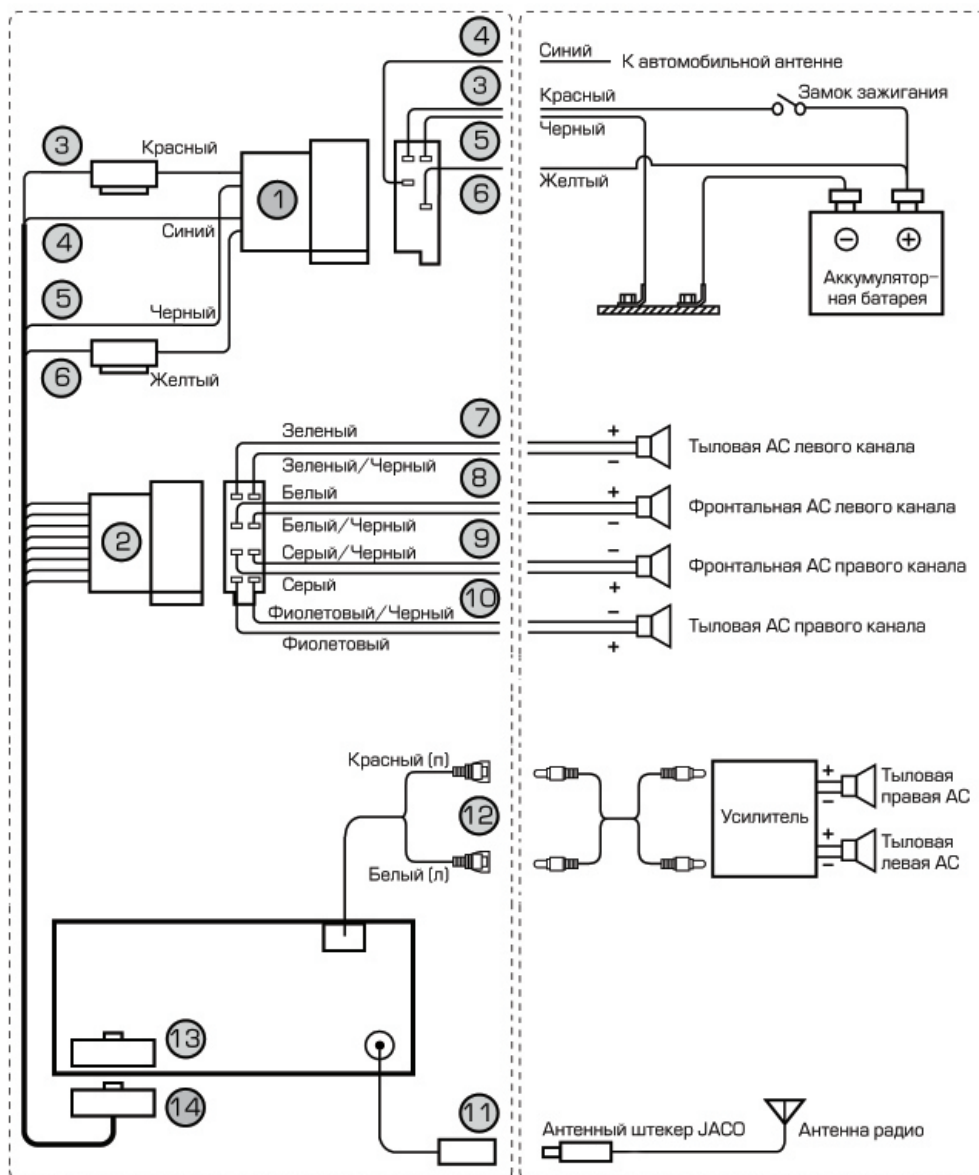 4
Синий
К автомобильной антенне
3
Красный
Замок зажигания
Черный
3
Красный
5
Желтый
6
1
Синий
4
− +
Аккумулятор-
ная батарея
5
Черный
6
Желтый
7
Зеленый
+
−
Тыловая АС левого канала
Зеленый/Черный
8
Белый
+
−
Фронтальная АС левого канала
Белый/Черный
2
9
Серый/Черный
−
+
Фронтальная АС правого канала
Серый
10
Фиолетовый/Черный
−
+
Тыловая АС правого канала
Фиолетовый
Красный (п)
12
Белый (л)
Усилитель
+
−
Тыловая
правая АС
+
−
Тыловая
левая АС
13
14
11
Антенный штекер JACO
Антенна радио